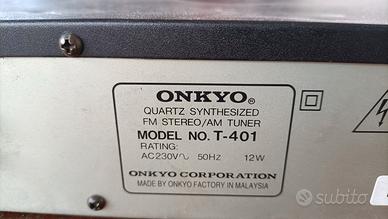 ONKYO®
QUARTZ SYNTHESIZED
FM STEREO/AM TUNER
MODEL NO. T-401
RATING:
AC230V∿ 50Hz 12W
ONKYO CORPORATION
MADE BY ONKYO FACTORY IN MALAYSIA
subito